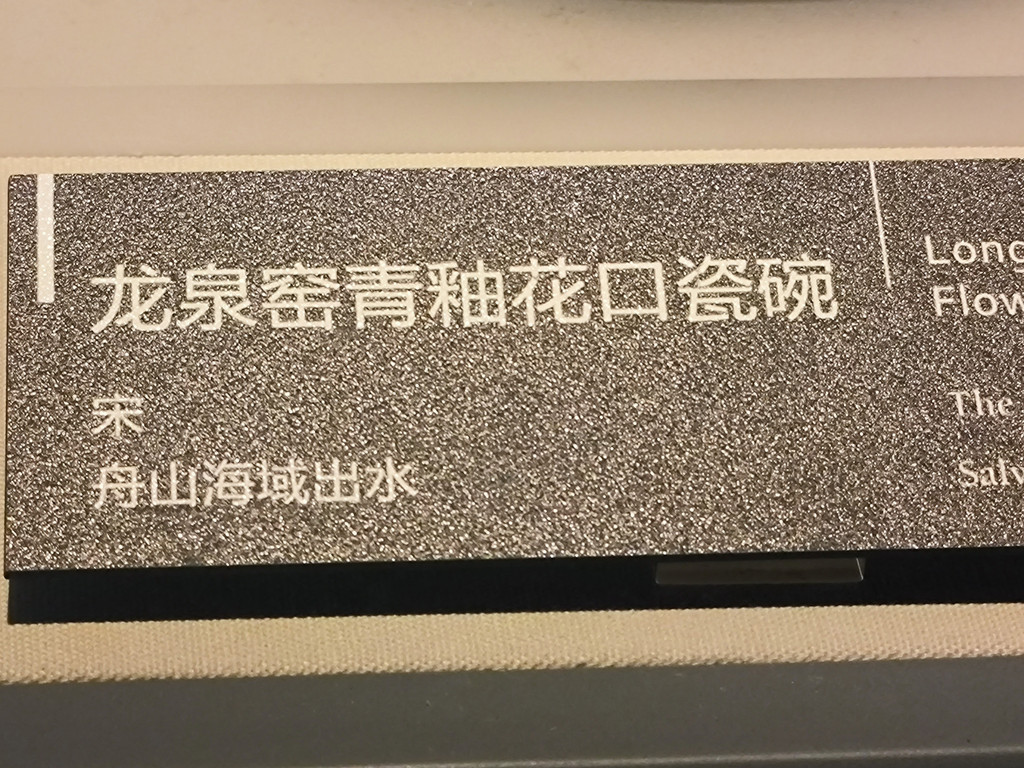 龙泉窑青釉花口瓷碗
宋
舟山海域出水
Long
Flow
The
Salv